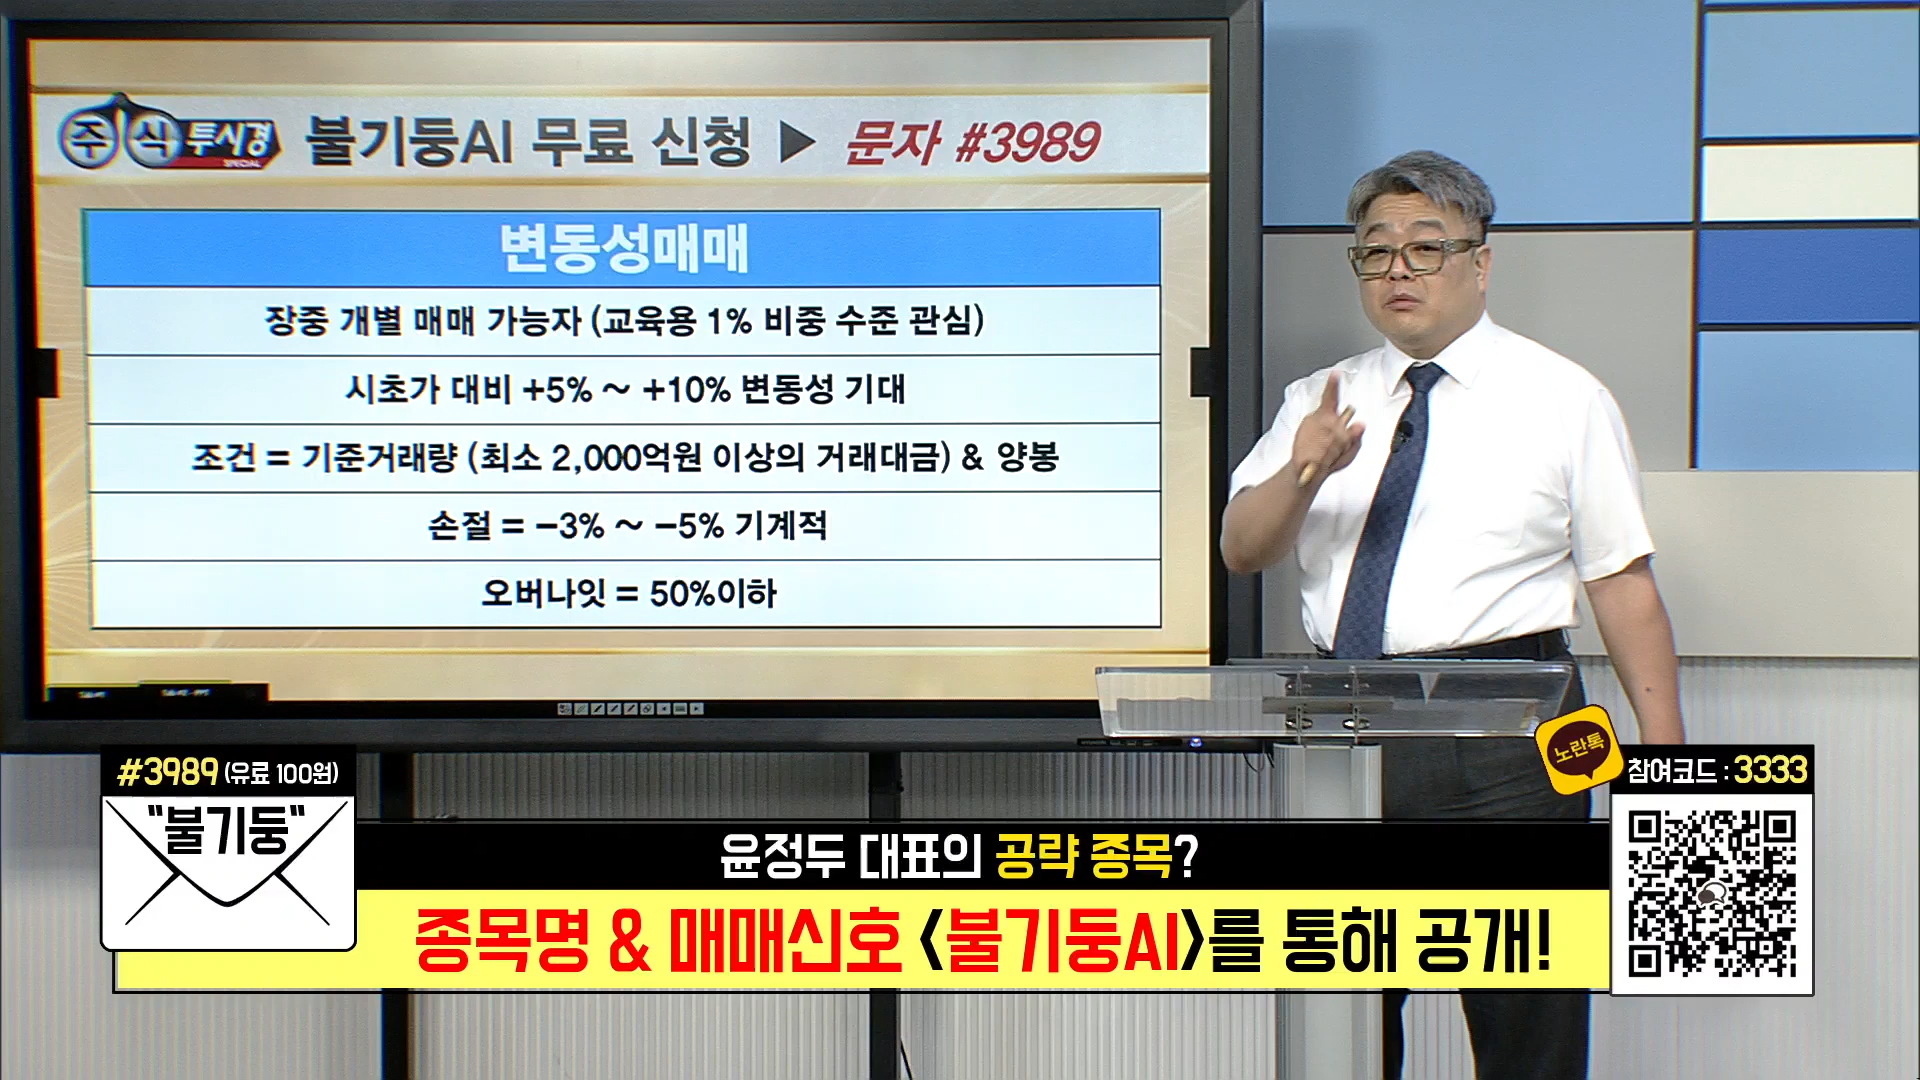 주식투시경
SPECIAL
불기둥AI 무료 신청 ▶ 문자 #3989
변동성매매
장중 개별 매매 가능자 (교육용 1% 비중 수준 관심)
시초가 대비 +5% ~ +10% 변동성 기대
조건 = 기준거래량 (최소 2,000억원 이상의 거래대금) & 양봉
손절 = -3% ~ -5% 기계적
오버나잇 = 50%이하
#3989 (유료 100원)
"불기둥"
노란톡
참여코드 : 3333
윤정두 대표의 공략 종목?
종목명 & 매매신호 <불기둥AI>를 통해 공개!